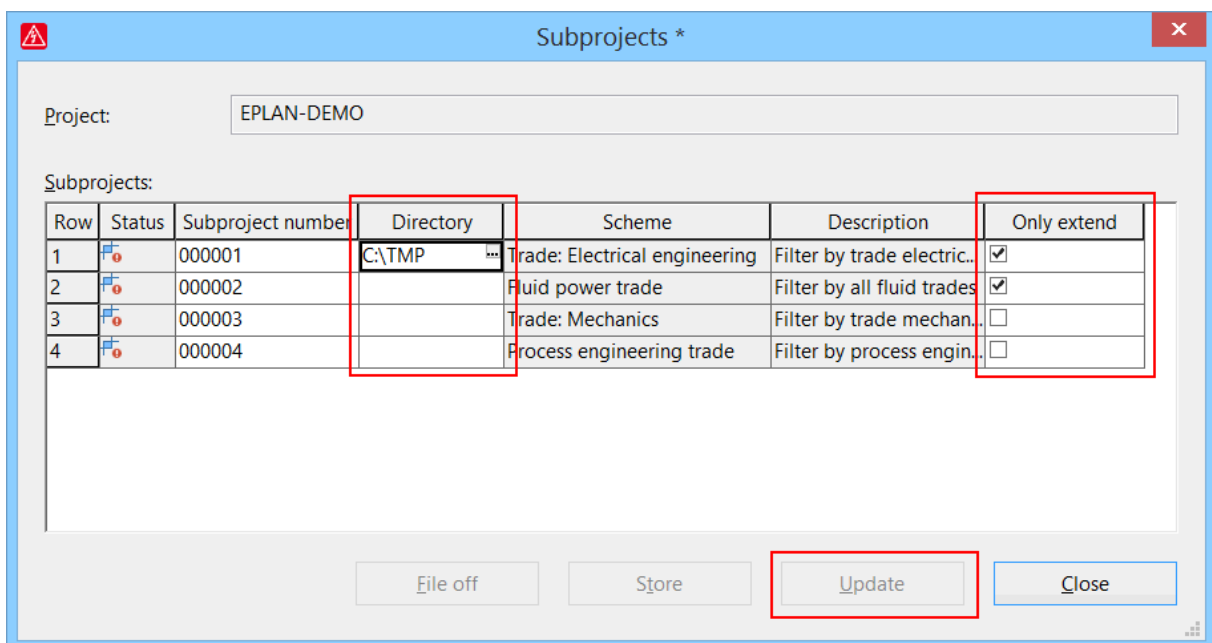 Subprojects *
Project: EPLAN-DEMO
Subprojects:
Row Status Subproject number Directory Scheme Description Only extend
1 000001 C:\TMP ... Trade: Electrical engineering Filter by trade electric...
2 000002 Fluid power trade Filter by all fluid trades
3 000003 Trade: Mechanics Filter by trade mechan...
4 000004 Process engineering trade Filter by process engin...
File off Store Update Close